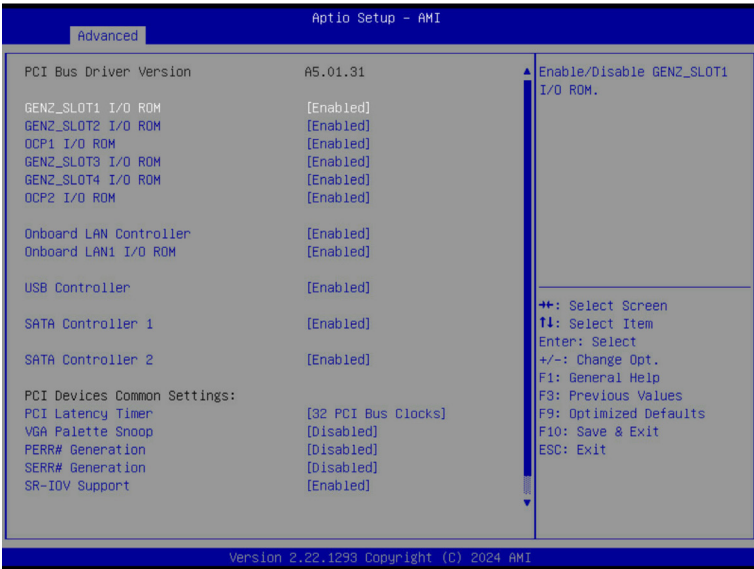 Aptio Setup – AMI
Advanced
PCI Bus Driver Version A5.01.31
GENZ_SLOT1 I/O ROM [Enabled]
GENZ_SLOT2 I/O ROM [Enabled]
OCP1 I/O ROM [Enabled]
GENZ_SLOT3 I/O ROM [Enabled]
GENZ_SLOT4 I/O ROM [Enabled]
OCP2 I/O ROM [Enabled]
Onboard LAN Controller [Enabled]
Onboard LAN1 I/O ROM [Enabled]
USB Controller [Enabled]
SATA Controller 1 [Enabled]
SATA Controller 2 [Enabled]
PCI Devices Common Settings:
PCI Latency Timer [32 PCI Bus Clocks]
VGA Palette Snoop [Disabled]
PERR# Generation [Disabled]
SERR# Generation [Disabled]
SR-IOV Support [Enabled]
Enable/Disable GENZ_SLOT1
I/O ROM.
→←: Select Screen
↑↓: Select Item
Enter: Select
+/-: Change Opt.
F1: General Help
F3: Previous Values
F9: Optimized Defaults
F10: Save & Exit
ESC: Exit
Version 2.22.1293 Copyright (C) 2024 AMI